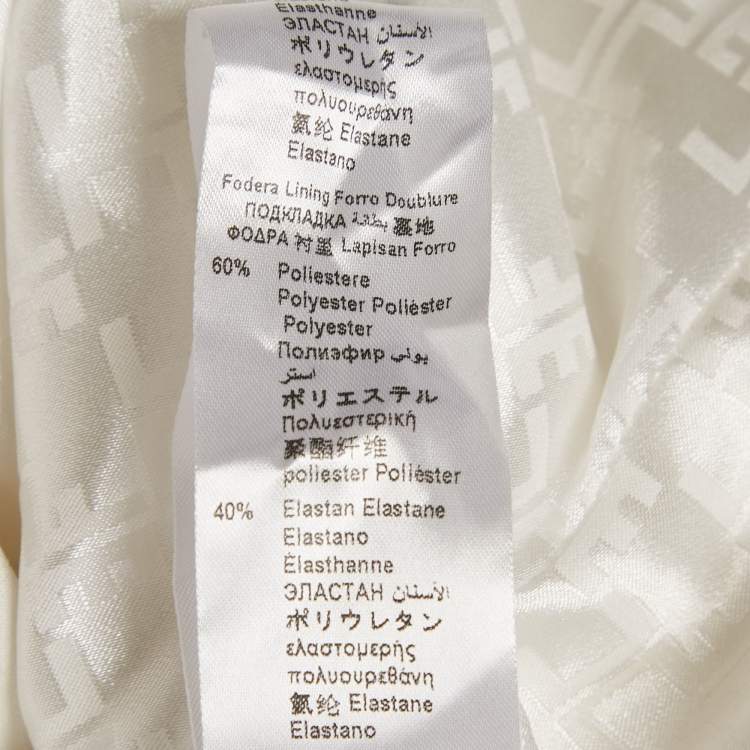 Elasthanne
ЭЛАСТАН الأستان
ポリウレタン
ελαστομερής
πολυουρεθάνη
氨纶 Elastane
Elastano
Fodera Lining Forro Doublure
ПОДКЛАДКА بطانة 裏地
ΦΟΔΡΑ 衬里 Lapisan Forro
60% Poliestere
Polyester Poliéster
Polyester
Полиэфир بولي
استر
ポリエステル
Πολυεστερική
聚酯纤维
poliester Poliéster
40% Elastan Elastane
Elastano
Élasthanne
ЭЛАСТАН الأستان
ポリウレタン
ελαστομερής
πολυουρεθάνη
氨纶 Elastane
Elastano